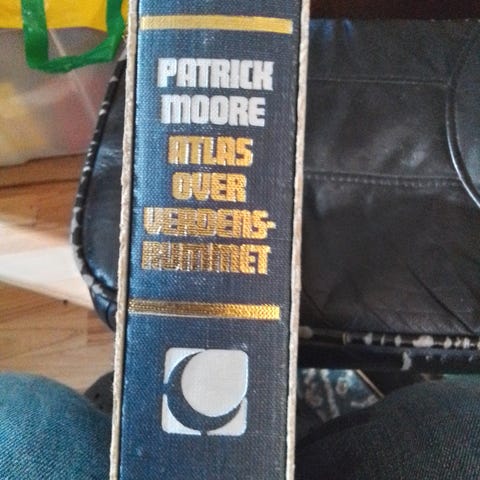 PATRICK
MOORE
ATLAS
OVER
VERDENS-
RUMMET